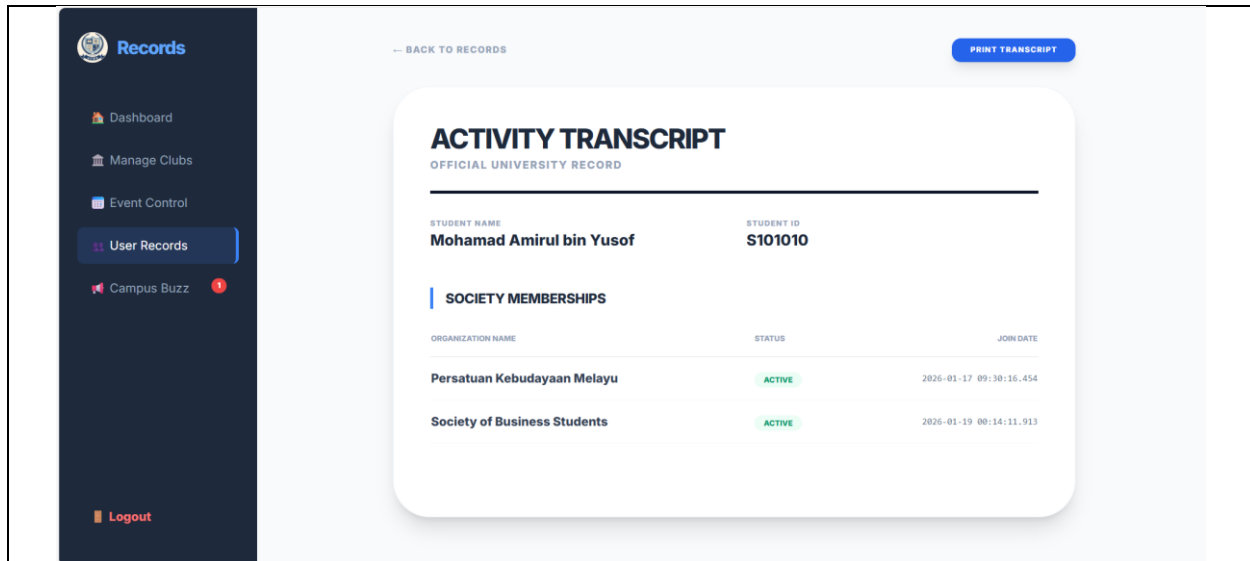 Records
← BACK TO RECORDS
PRINT TRANSCRIPT
Dashboard
Manage Clubs
Event Control
User Records
Campus Buzz 1
Logout
ACTIVITY TRANSCRIPT
OFFICIAL UNIVERSITY RECORD
STUDENT NAME STUDENT ID
Mohamad Amirul bin Yusof S101010
SOCIETY MEMBERSHIPS
ORGANIZATION NAME STATUS JOIN DATE
Persatuan Kebudayaan Melayu ACTIVE 2026-01-17 09:30:16.454
Society of Business Students ACTIVE 2026-01-19 00:14:11.913